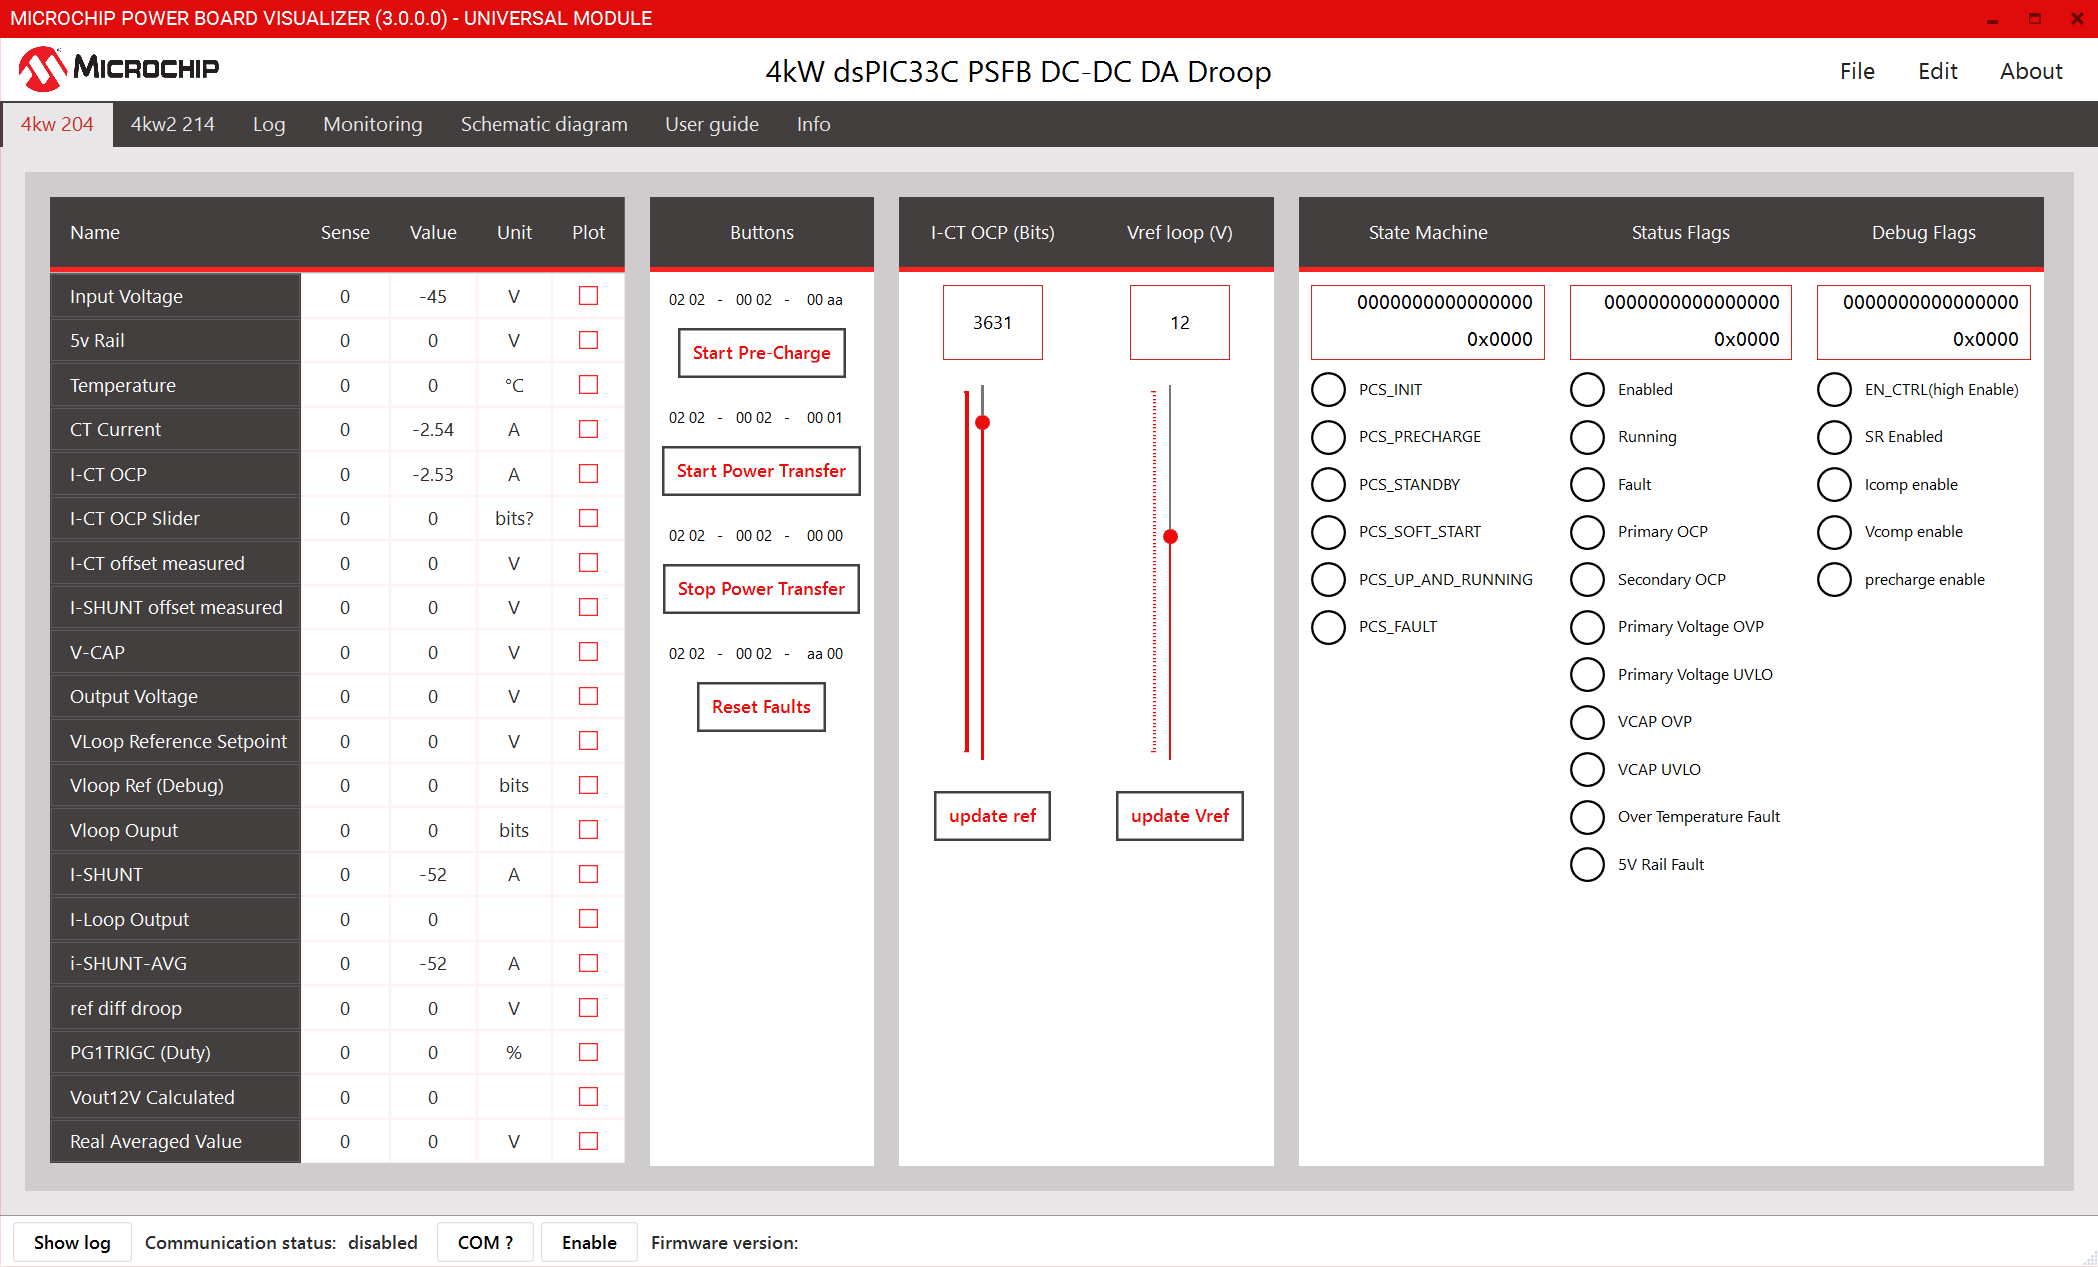 MICROCHIP POWER BOARD VISUALIZER (3.0.0.0) - UNIVERSAL MODULE
MICROCHIP
4kW dsPIC33C PSFB DC-DC DA Droop
File Edit About
4kw 204 4kw2 214 Log Monitoring Schematic diagram User guide Info
Name Sense Value Unit Plot
Input Voltage 0 -45 V
5v Rail 0 0 V
Temperature 0 0 °C
CT Current 0 -2.54 A
I-CT OCP 0 -2.53 A
I-CT OCP Slider 0 0 bits?
I-CT offset measured 0 0 V
I-SHUNT offset measured 0 0 V
V-CAP 0 0 V
Output Voltage 0 0 V
VLoop Reference Setpoint 0 0 V
Vloop Ref (Debug) 0 0 bits
Vloop Ouput 0 0 bits
I-SHUNT 0 -52 A
I-Loop Output 0 0
i-SHUNT-AVG 0 -52 A
ref diff droop 0 0 V
PG1TRIGC (Duty) 0 0 %
Vout12V Calculated 0 0
Real Averaged Value 0 0 V
Buttons
02 02 - 00 02 - 00 aa
Start Pre-Charge
02 02 - 00 02 - 00 01
Start Power Transfer
02 02 - 00 02 - 00 00
Stop Power Transfer
02 02 - 00 02 - aa 00
Reset Faults
I-CT OCP (Bits) Vref loop (V)
3631 12
update ref update Vref
State Machine Status Flags Debug Flags
0000000000000000 0000000000000000 0000000000000000
0x0000 0x0000 0x0000
PCS_INIT Enabled EN_CTRL(high Enable)
PCS_PRECHARGE Running SR Enabled
PCS_STANDBY Fault Icomp enable
PCS_SOFT_START Primary OCP Vcomp enable
PCS_UP_AND_RUNNING Secondary OCP precharge enable
PCS_FAULT Primary Voltage OVP
Primary Voltage UVLO
VCAP OVP
VCAP UVLO
Over Temperature Fault
5V Rail Fault
Show log Communication status: disabled COM ? Enable Firmware version: